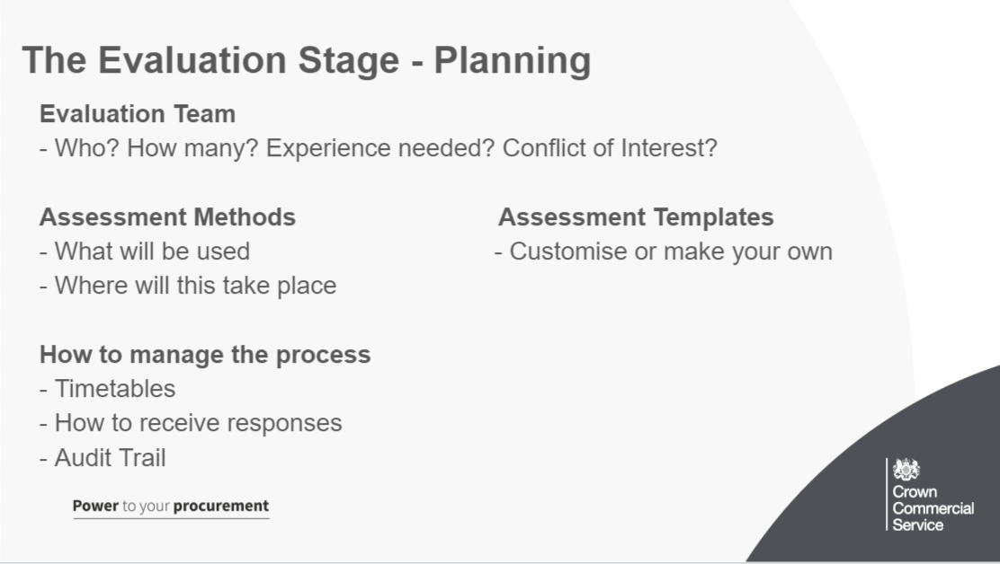 The Evaluation Stage - Planning
Evaluation Team
- Who? How many? Experience needed? Conflict of Interest?
Assessment Methods
- What will be used
- Where will this take place
Assessment Templates
- Customise or make your own
How to manage the process
- Timetables
- How to receive responses
- Audit Trail
Power to your procurement
Crown
Commercial
Service